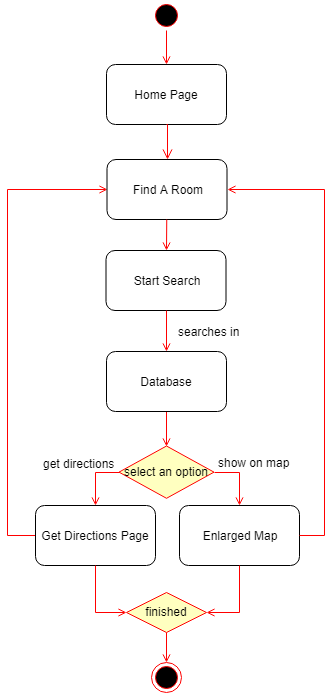 Home Page
Find A Room
Start Search
searches in
Database
get directions
select an option
show on map
Get Directions Page
Enlarged Map
finished